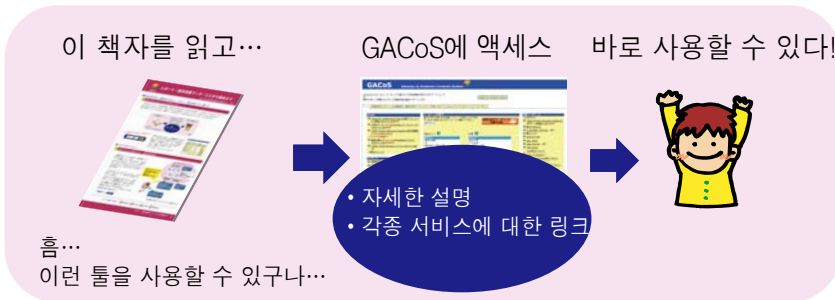 이 책자를 읽고…
GACoS에 액세스
바로 사용할 수 있다!
GACoS
• 자세한 설명
• 각종 서비스에 대한 링크
흠…
이런 툴을 사용할 수 있구나…